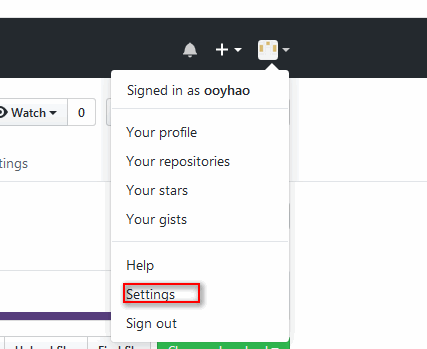 Signed in as ooyhao
Watch 0
Your profile
tings
Your repositories
Your stars
Your gists
Help
Settings
Sign out